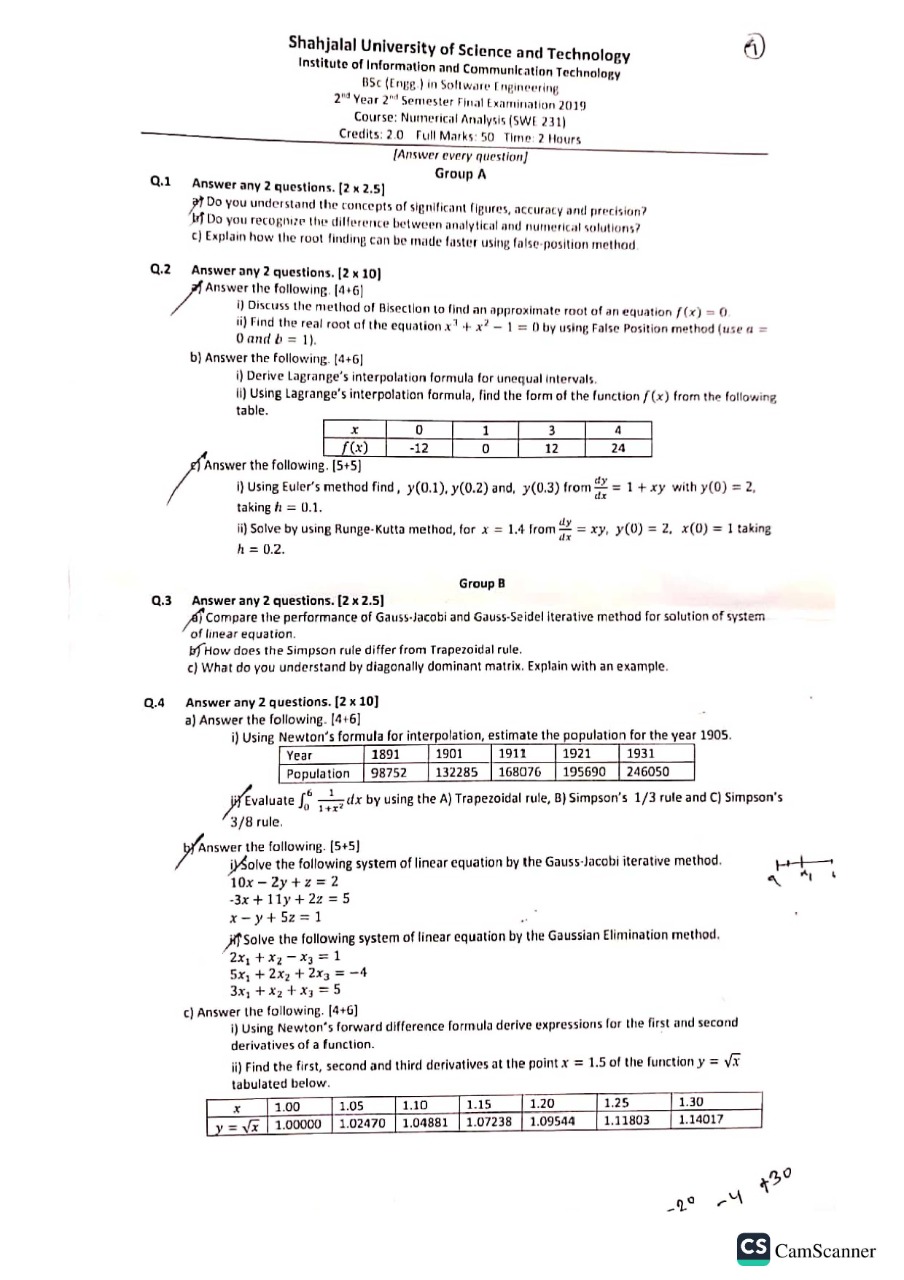 1
Shahjalal University of Science and Technology
Institute of Information and Communication Technology
BSc (Engg.) in Software Engineering
2nd Year 2nd Semester Final Examination 2019
Course: Numerical Analysis (SWE 231)
Credits: 2.0 Full Marks: 50 Time: 2 Hours
[Answer every question]
Group A
Q.1 Answer any 2 questions. [2 x 2.5]
a) Do you understand the concepts of significant figures, accuracy and precision?
b) Do you recognize the difference between analytical and numerical solutions?
c) Explain how the root finding can be made faster using false-position method.
Q.2 Answer any 2 questions. [2 x 10]
a) Answer the following. [4+6]
i) Discuss the method of Bisection to find an approximate root of an equation f(x) = 0.
ii) Find the real root of the equation x³ + x² − 1 = 0 by using False Position method (use a =
0 and b = 1).
b) Answer the following. [4+6]
i) Derive Lagrange's interpolation formula for unequal intervals.
ii) Using Lagrange's interpolation formula, find the form of the function f(x) from the following
table.
x 0 1 3 4
f(x) -12 0 12 24
c) Answer the following. [5+5]
i) Using Euler's method find , y(0.1), y(0.2) and, y(0.3) from dy/dx = 1 + xy with y(0) = 2,
taking h = 0.1.
ii) Solve by using Runge-Kutta method, for x = 1.4 from dy/dx = xy, y(0) = 2, x(0) = 1 taking
h = 0.2.
Group B
Q.3 Answer any 2 questions. [2 x 2.5]
a) Compare the performance of Gauss-Jacobi and Gauss-Seidel iterative method for solution of system
of linear equation.
b) How does the Simpson rule differ from Trapezoidal rule.
c) What do you understand by diagonally dominant matrix. Explain with an example.
Q.4 Answer any 2 questions. [2 x 10]
a) Answer the following. [4+6]
i) Using Newton's formula for interpolation, estimate the population for the year 1905.
Year 1891 1901 1911 1921 1931
Population 98752 132285 168076 195690 246050
ii) Evaluate ∫₀⁶ 1/(1+x²) dx by using the A) Trapezoidal rule, B) Simpson's 1/3 rule and C) Simpson's
3/8 rule.
b) Answer the following. [5+5]
i) Solve the following system of linear equation by the Gauss-Jacobi iterative method.
10x − 2y + z = 2
-3x + 11y + 2z = 5
x − y + 5z = 1
ii) Solve the following system of linear equation by the Gaussian Elimination method.
2x₁ + x₂ − x₃ = 1
5x₁ + 2x₂ + 2x₃ = −4
3x₁ + x₂ + x₃ = 5
c) Answer the following. [4+6]
i) Using Newton's forward difference formula derive expressions for the first and second
derivatives of a function.
ii) Find the first, second and third derivatives at the point x = 1.5 of the function y = √x
tabulated below.
x 1.00 1.05 1.10 1.15 1.20 1.25 1.30
y = √x 1.00000 1.02470 1.04881 1.07238 1.09544 1.11803 1.14017
-20 -4 +30
CS CamScanner